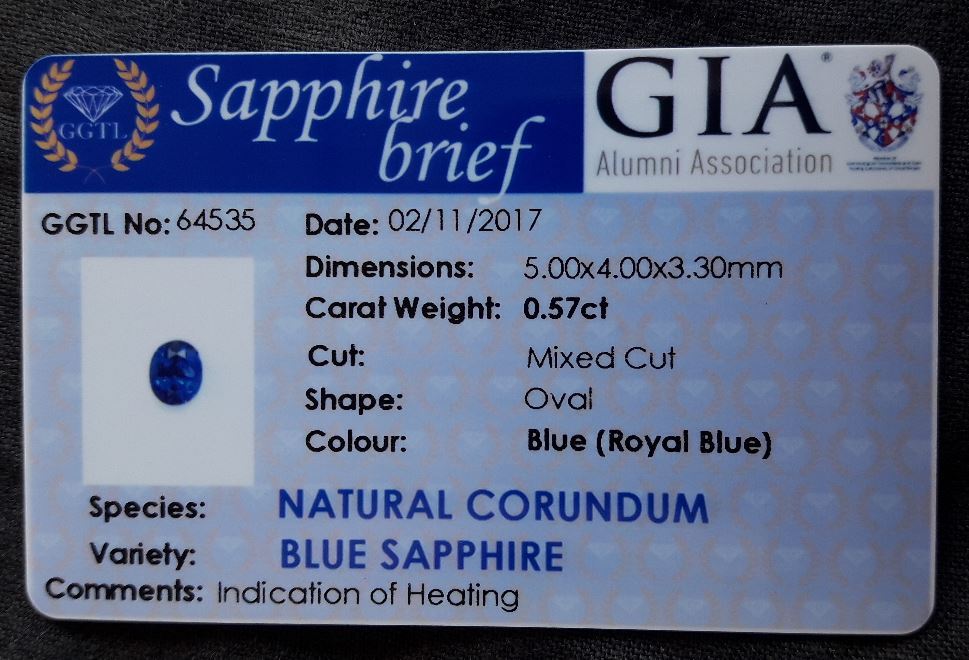 GGTL
Sapphire
brief
GIA®
Alumni Association
GGTL No: 64535
Date: 02/11/2017
Dimensions: 5.00x4.00x3.30mm
Carat Weight: 0.57ct
Cut: Mixed Cut
Shape: Oval
Colour: Blue (Royal Blue)
Species: NATURAL CORUNDUM
Variety: BLUE SAPPHIRE
Comments: Indication of Heating